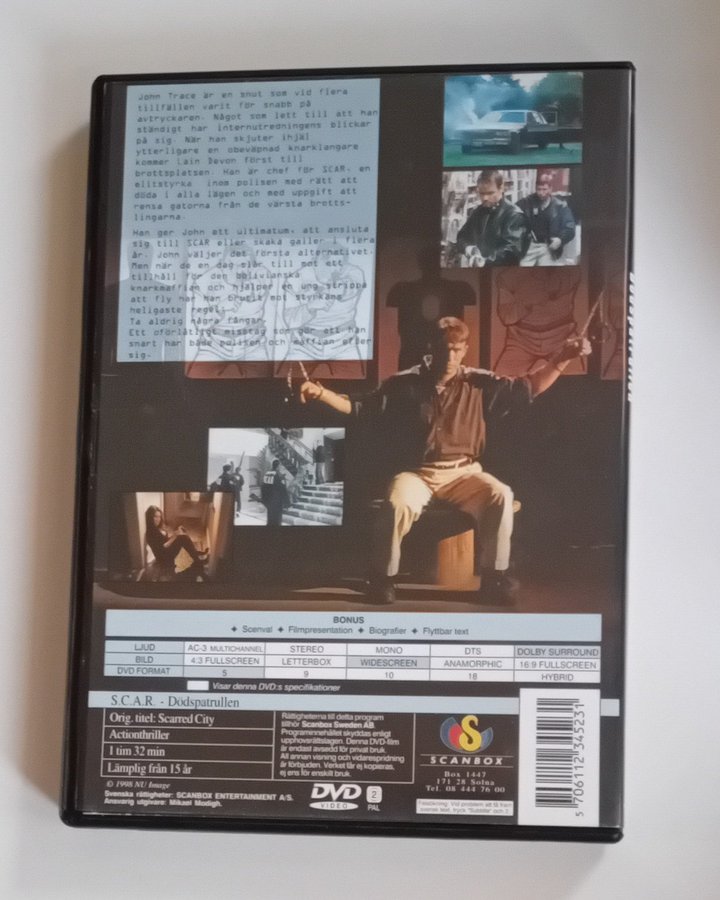 John Trace är en snut som vid flera
tillfällen varit för snabb på
avtryckaren. Något som lett till att han
ständigt har internutredningens blickar
på sig. När han skjuter ihjäl
ytterligare en obeväpnad knarklangare
kommer Lain Devon först till
brottsplatsen. Han är chef för SCAR, en
elitstyrka inom polisen med rätt att
döda i alla lägen och med uppgift att
rensa gatorna från de värsta brotts-
lingarna.
Han ger John ett ultimatum, att ansluta
sig till SCAR eller skaka galler i flera
år. John väljer det första alternativet.
Men när de en dag slår till mot ett
tillhåll för den bolivianska
knarkmaffian och hjälper en ung strippa
att fly har han brutit mot styrkans
heligaste regel.
Ta aldrig några fångar.
Ett oförlåtligt misstag som gör att han
snart har både polisen och maffian efter
sig.
BONUS
Scenval Filmpresentation Biografier Flyttbar text
LJUD AC-3 MULTICHANNEL STEREO MONO DTS DOLBY SURROUND
BILD 4:3 FULLSCREEN LETTERBOX WIDESCREEN ANAMORPHIC 16:9 FULLSCREEN
DVD FORMAT 5 9 10 18 HYBRID
Visar denna DVD:s specifikationer
S.C.A.R. - Dödspatrullen
Orig. titel: Scarred City
Actionthriller
1 tim 32 min
Lämplig från 15 år
© 1998 NU Image
Svenska rättigheter: SCANBOX ENTERTAINMENT A/S.
Ansvarig utgivare: Mikael Modigh.
Rättigheterna till detta program
tillhör Scanbox Sweden AB.
Programinnehållet skyddas enligt
upphovsrättslagen. Denna DVD-film
är endast avsedd för privat bruk.
All annan visning och vidarespridning
är förbjuden. Verket får ej kopieras,
ej ens för enskilt bruk.
DVD
VIDEO
2
PAL
S
SCANBOX
Box 1447
171 28 Solna
Tel. 08 444 76 00
Felsökning: Vid problem att få fram
svensk text, tryck "Subtitle" och 2.
5 706112 345231